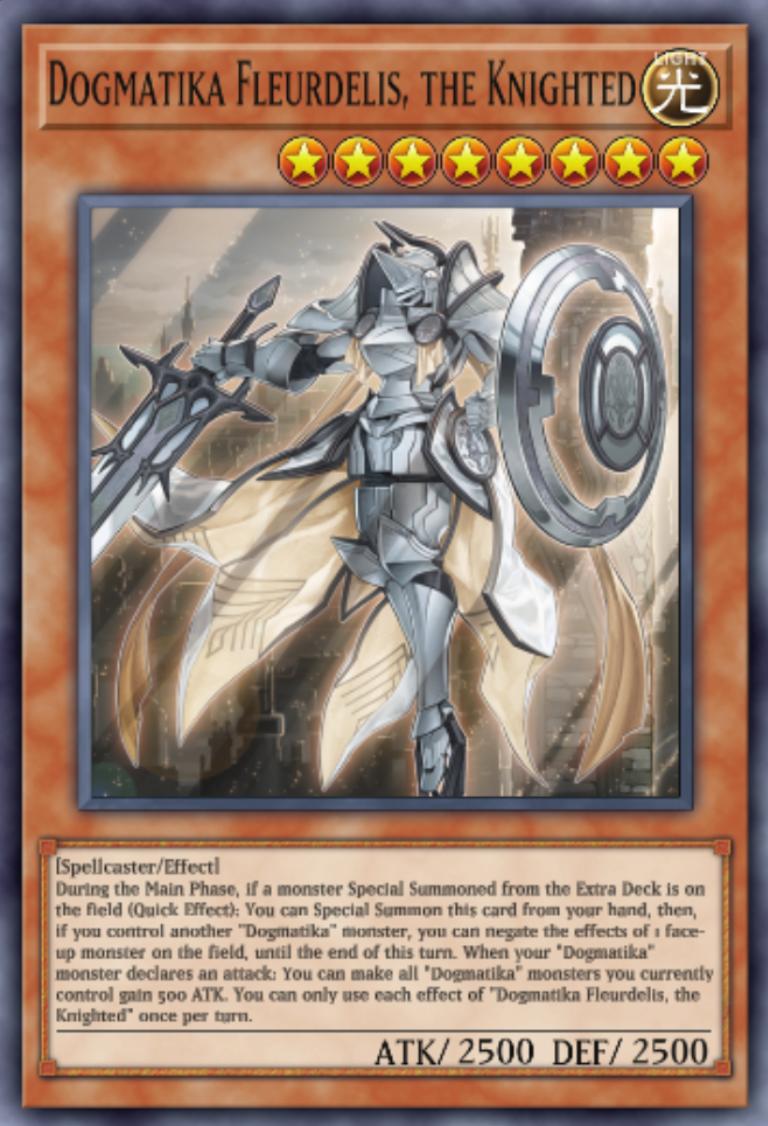 DOGMATIKA FLEURDELIS, THE KNIGHTED
LIGHT
光
[Spellcaster/Effect]
During the Main Phase, if a monster Special Summoned from the Extra Deck is on
the field (Quick Effect): You can Special Summon this card from your hand, then,
if you control another "Dogmatika" monster, you can negate the effects of 1 face-
up monster on the field, until the end of this turn. When your "Dogmatika"
monster declares an attack: You can make all "Dogmatika" monsters you currently
control gain 500 ATK. You can only use each effect of "Dogmatika Fleurdelis, the
Knighted" once per turn.
ATK/ 2500 DEF/ 2500